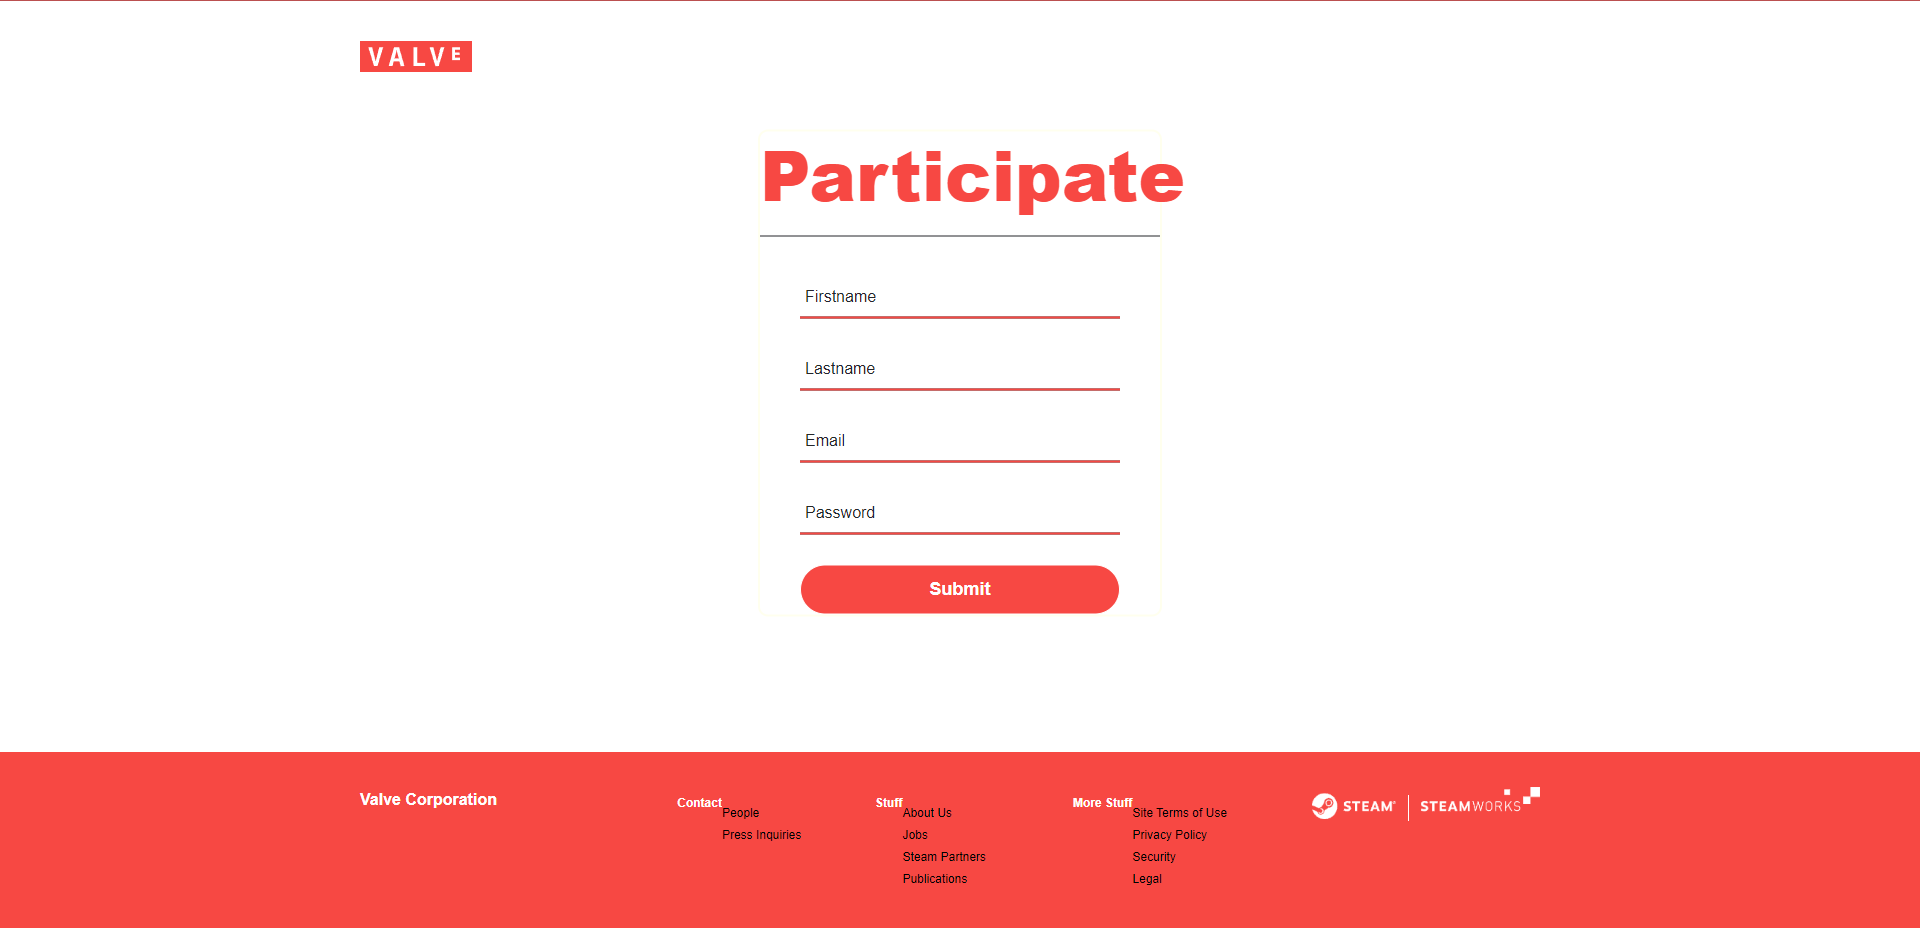 VALVE
Participate
Firstname
Lastname
Email
Password
Submit
Valve Corporation
Contact
People
Press Inquiries
Stuff
About Us
Jobs
Steam Partners
Publications
More Stuff
Site Terms of Use
Privacy Policy
Security
Legal
STEAM®
STEAMWORKS